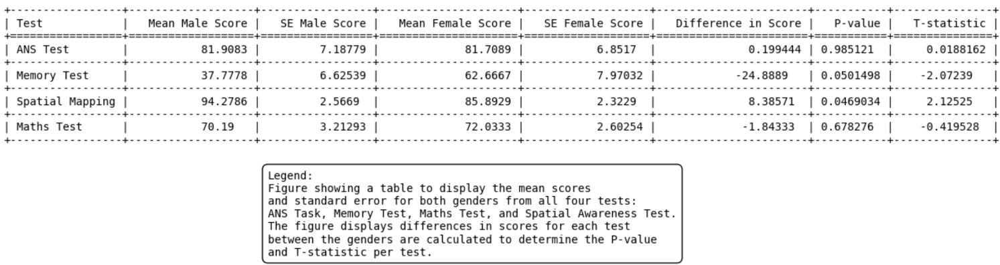 +-----------------+-------------------+-----------------+---------------------+-------------------+-----------------------+-----------+---------------+
| Test            |   Mean Male Score |   SE Male Score |   Mean Female Score |   SE Female Score |   Difference in Score |   P-value |   T-statistic |
+=================+===================+=================+=====================+===================+=======================+===========+===============+
| ANS Test        |           81.9083 |         7.18779 |             81.7089 |           6.8517  |              0.199444 | 0.985121  |     0.0188162 |
+-----------------+-------------------+-----------------+---------------------+-------------------+-----------------------+-----------+---------------+
| Memory Test     |           37.7778 |         6.62539 |             62.6667 |           7.97032 |            -24.8889   | 0.0501498 |    -2.07239   |
+-----------------+-------------------+-----------------+---------------------+-------------------+-----------------------+-----------+---------------+
| Spatial Mapping |           94.2786 |         2.5669  |             85.8929 |           2.3229  |              8.38571  | 0.0469034 |     2.12525   |
+-----------------+-------------------+-----------------+---------------------+-------------------+-----------------------+-----------+---------------+
| Maths Test      |           70.19   |         3.21293 |             72.0333 |           2.60254 |             -1.84333  | 0.678276  |    -0.419528  |
+-----------------+-------------------+-----------------+---------------------+-------------------+-----------------------+-----------+---------------+
Legend:
Figure showing a table to display the mean scores
and standard error for both genders from all four tests:
ANS Task, Memory Test, Maths Test, and Spatial Awareness Test.
The figure displays differences in scores for each test
between the genders are calculated to determine the P-value
and T-statistic per test.